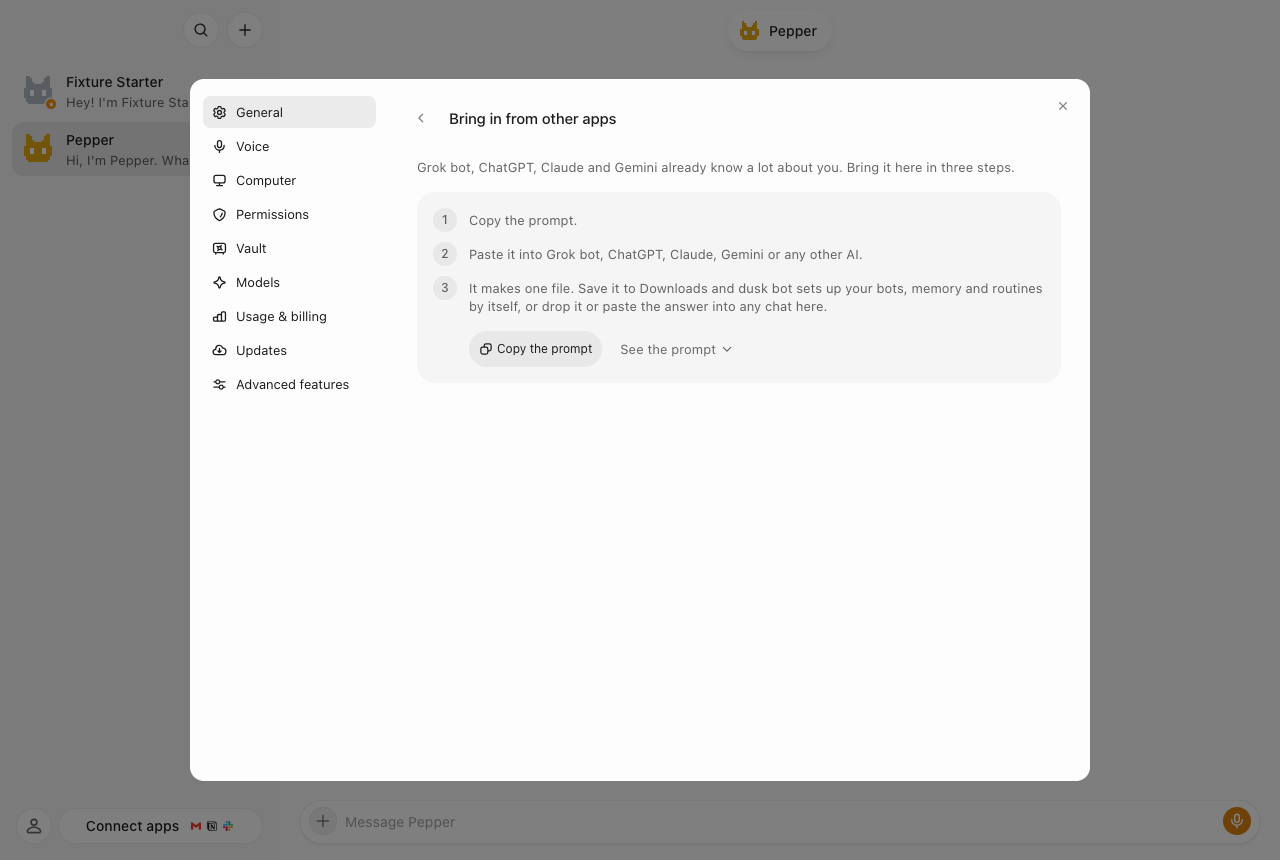 Pepper
Fixture Starter
Hey! I'm Fixture Sta
Pepper
Hi, I'm Pepper. Wha
General
Voice
Computer
Permissions
Vault
Models
Usage & billing
Updates
Advanced features
Bring in from other apps
Grok bot, ChatGPT, Claude and Gemini already know a lot about you. Bring it here in three steps.
1 Copy the prompt.
2 Paste it into Grok bot, ChatGPT, Claude, Gemini or any other AI.
3 It makes one file. Save it to Downloads and dusk bot sets up your bots, memory and routines
by itself, or drop it or paste the answer into any chat here.
Copy the prompt See the prompt
Connect apps
Message Pepper